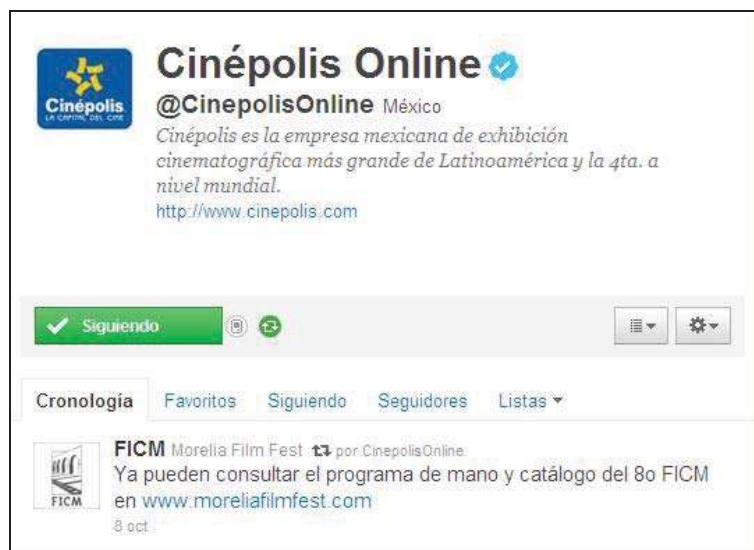 Cinépolis
LA CAPITAL DEL CINE
Cinépolis Online
@CinepolisOnline México
Cinépolis es la empresa mexicana de exhibición
cinematográfica más grande de Latinoamérica y la 4ta. a
nivel mundial.
http://www.cinepolis.com
Siguiendo
Cronología Favoritos Siguiendo Seguidores Listas
FICM Morelia Film Fest por CinepolisOnline
Ya pueden consultar el programa de mano y catálogo del 8o FICM
en www.moreliafilmfest.com
FICM
8 oct